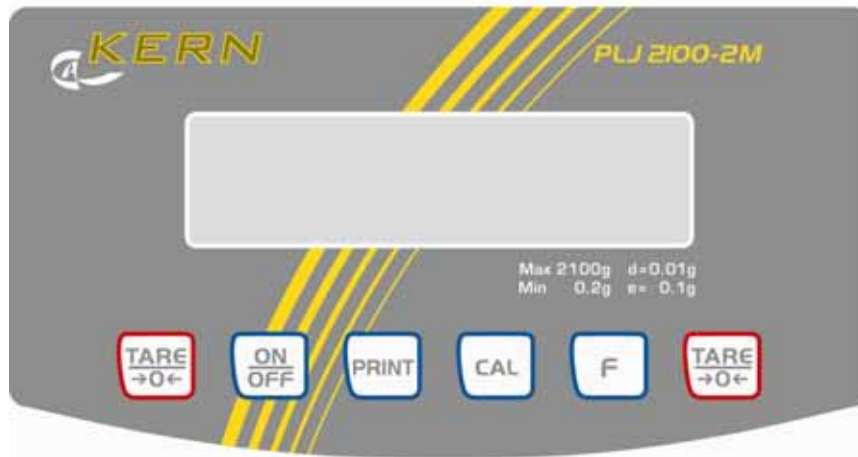 KERN
PLJ 2100-2M
Max 2100g d=0.01g
Min 0.2g e= 0.1g
TARE
→0←
ON
OFF
PRINT
CAL
F
TARE
→0←